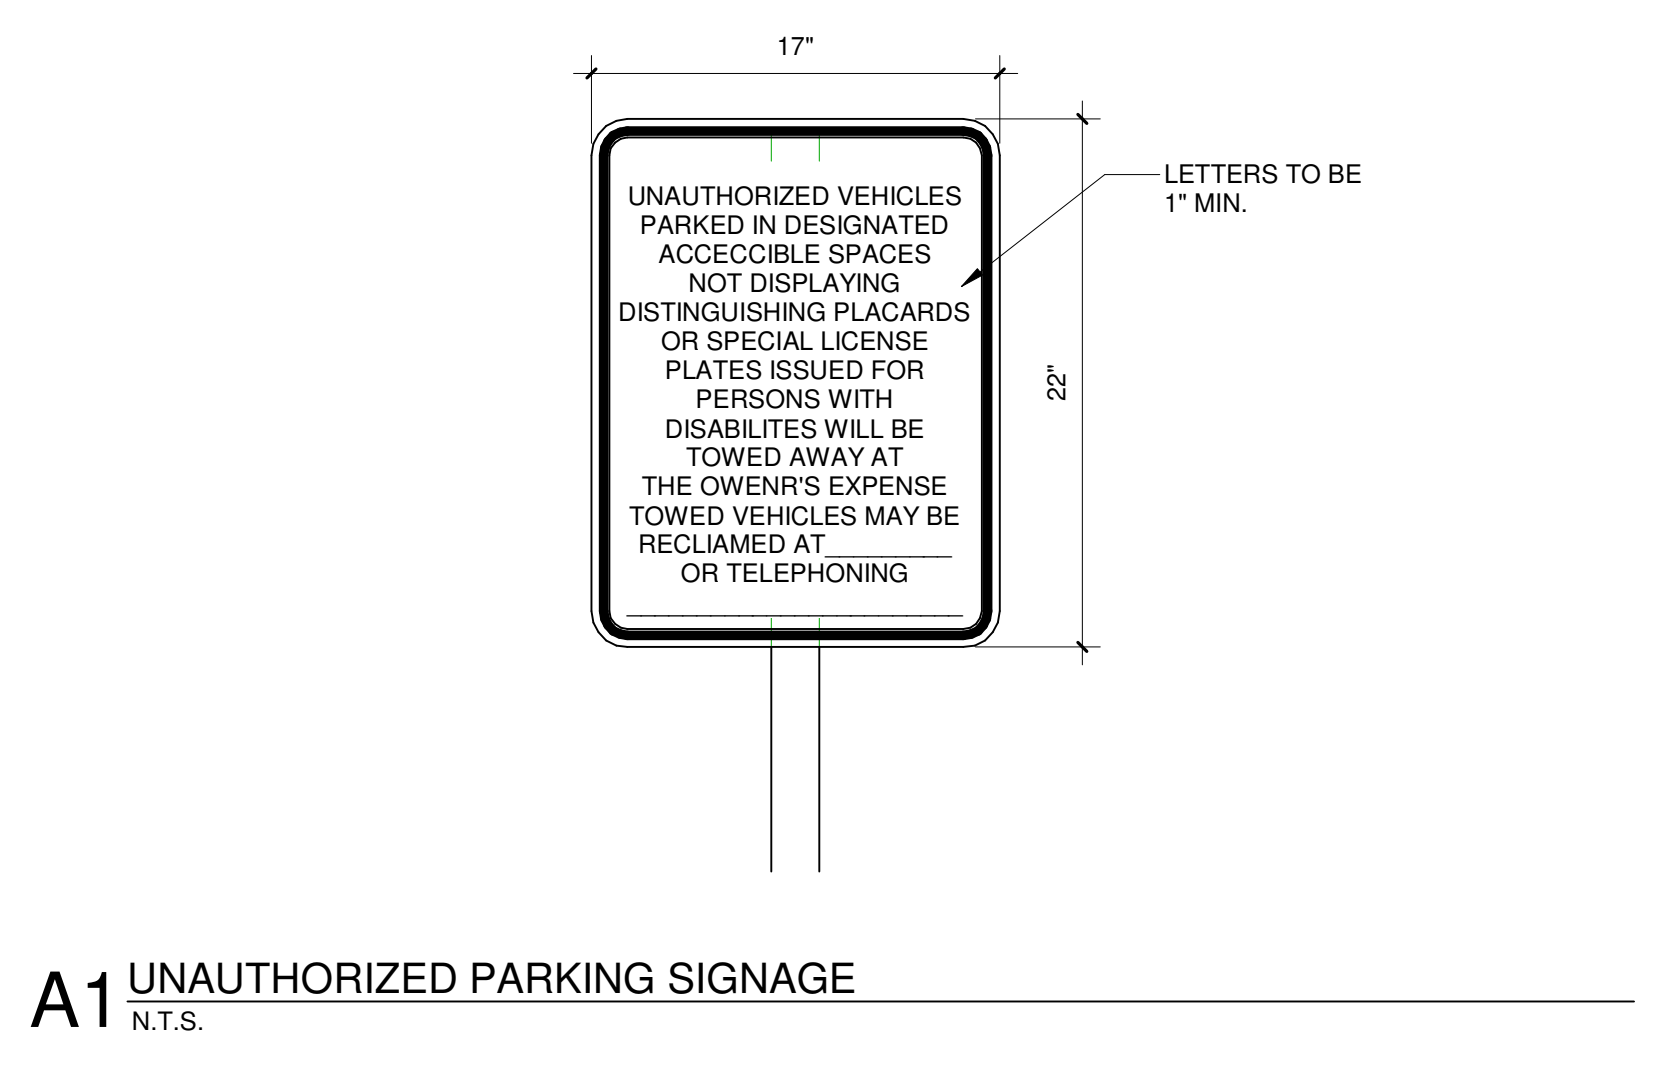 17"
UNAUTHORIZED VEHICLES
PARKED IN DESIGNATED
ACCECCIBLE SPACES
NOT DISPLAYING
DISTINGUISHING PLACARDS
OR SPECIAL LICENSE
PLATES ISSUED FOR
PERSONS WITH
DISABILITES WILL BE
TOWED AWAY AT
THE OWENR'S EXPENSE
TOWED VEHICLES MAY BE
RECLIAMED AT_________
OR TELEPHONING
________________________
LETTERS TO BE
1" MIN.
22"
A1 UNAUTHORIZED PARKING SIGNAGE
N.T.S.